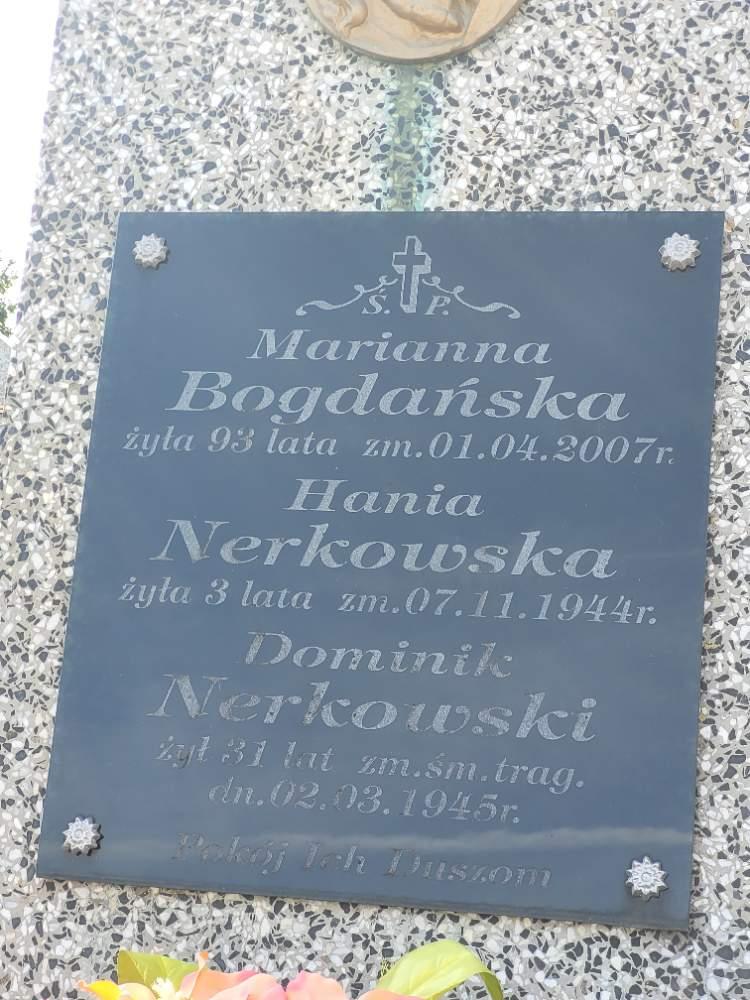 Ś. P.
Marianna
Bogdańska
żyła 93 lata zm.01.04.2007r.
Hania
Nerkowska
żyła 3 lata zm.07.11.1944r.
Dominik
Nerkowski
żył 31 lat zm.śm.trag.
dn.02.03.1945r.
Pokój Ich Duszom